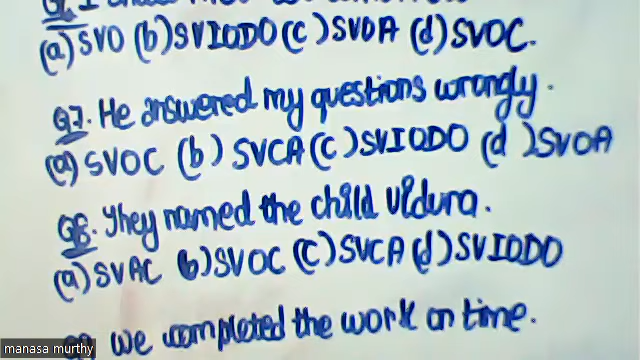 (a) SVO (b) SVIODO (c) SVOA (d) SVOC.
Q7. He answered my questions wrongly.
(a) SVOC (b) SVCA (c) SVIODO (d) SVOA
Q8. They named the child Vidura.
(a) SVAC (b) SVOC (c) SVCA (d) SVIODO
Q9. We completed the work on time.
manasa murthy